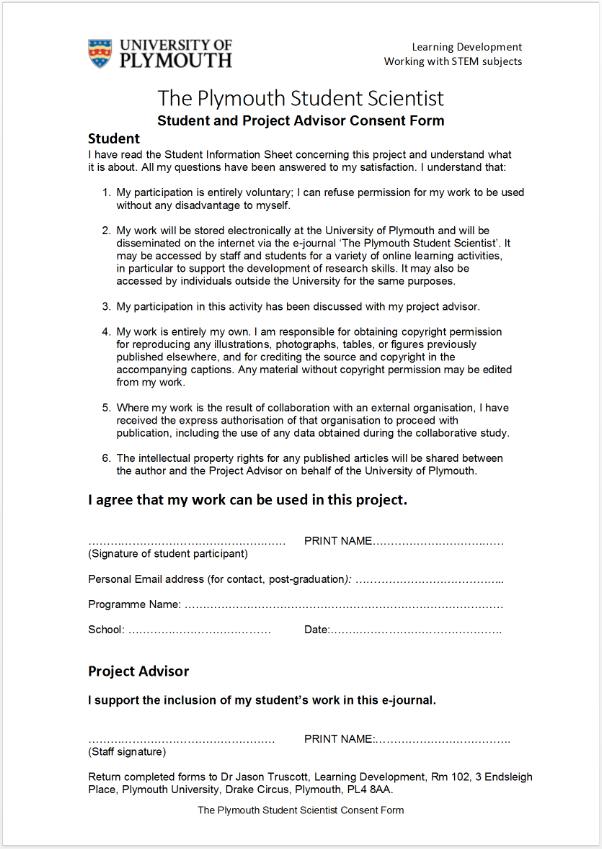 UNIVERSITY OF
PLYMOUTH
Learning Development
Working with STEM subjects
The Plymouth Student Scientist
Student and Project Advisor Consent Form
Student
I have read the Student Information Sheet concerning this project and understand what
it is about. All my questions have been answered to my satisfaction. I understand that:
1. My participation is entirely voluntary; I can refuse permission for my work to be used
without any disadvantage to myself.
2. My work will be stored electronically at the University of Plymouth and will be
disseminated on the internet via the e-journal ‘The Plymouth Student Scientist’. It
may be accessed by staff and students for a variety of online learning activities,
in particular to support the development of research skills. It may also be
accessed by individuals outside the University for the same purposes.
3. My participation in this activity has been discussed with my project advisor.
4. My work is entirely my own. I am responsible for obtaining copyright permission
for reproducing any illustrations, photographs, tables, or figures previously
published elsewhere, and for crediting the source and copyright in the
accompanying captions. Any material without copyright permission may be edited
from my work.
5. Where my work is the result of collaboration with an external organisation, I have
received the express authorisation of that organisation to proceed with
publication, including the use of any data obtained during the collaborative study.
6. The intellectual property rights for any published articles will be shared between
the author and the Project Advisor on behalf of the University of Plymouth.
I agree that my work can be used in this project.
……………………………………………… PRINT NAME………………………………
(Signature of student participant)
Personal Email address (for contact, post-graduation): …………………………………..
Programme Name: ……………………………………………………………………………
School: ………………………………… Date:……………………………………….
Project Advisor
I support the inclusion of my student’s work in this e-journal.
…………………………………………… PRINT NAME:……………………………….
(Staff signature)
Return completed forms to Dr Jason Truscott, Learning Development, Rm 102, 3 Endsleigh
Place, Plymouth University, Drake Circus, Plymouth, PL4 8AA.
The Plymouth Student Scientist Consent Form